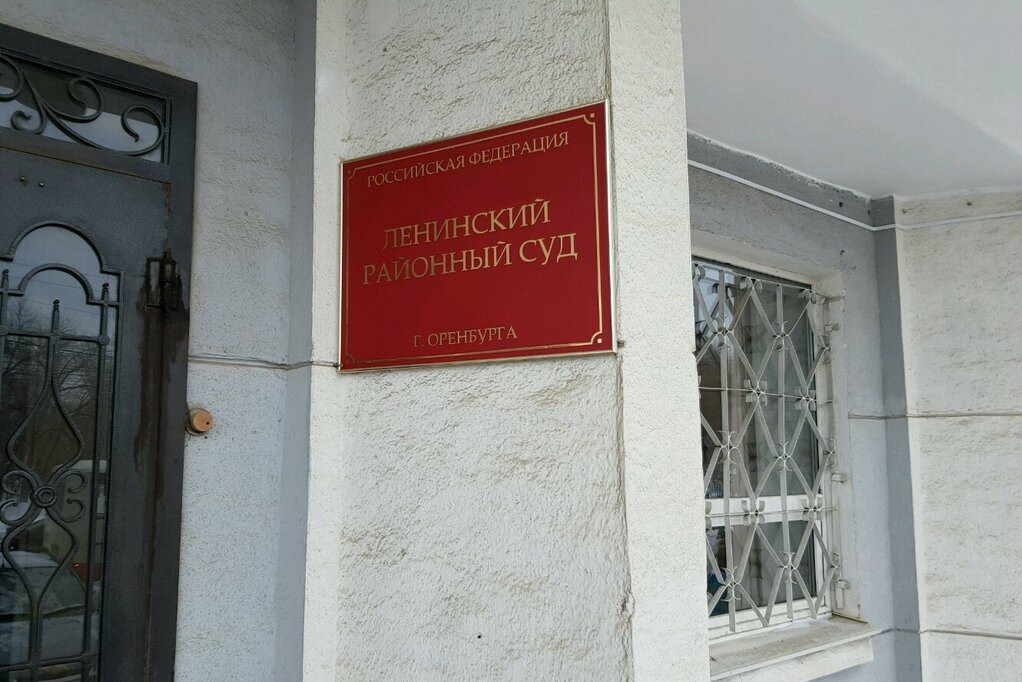 РОССИЙСКАЯ ФЕДЕРАЦИЯ
ЛЕНИНСКИЙ
РАЙОННЫЙ СУД
Г. ОРЕНБУРГА